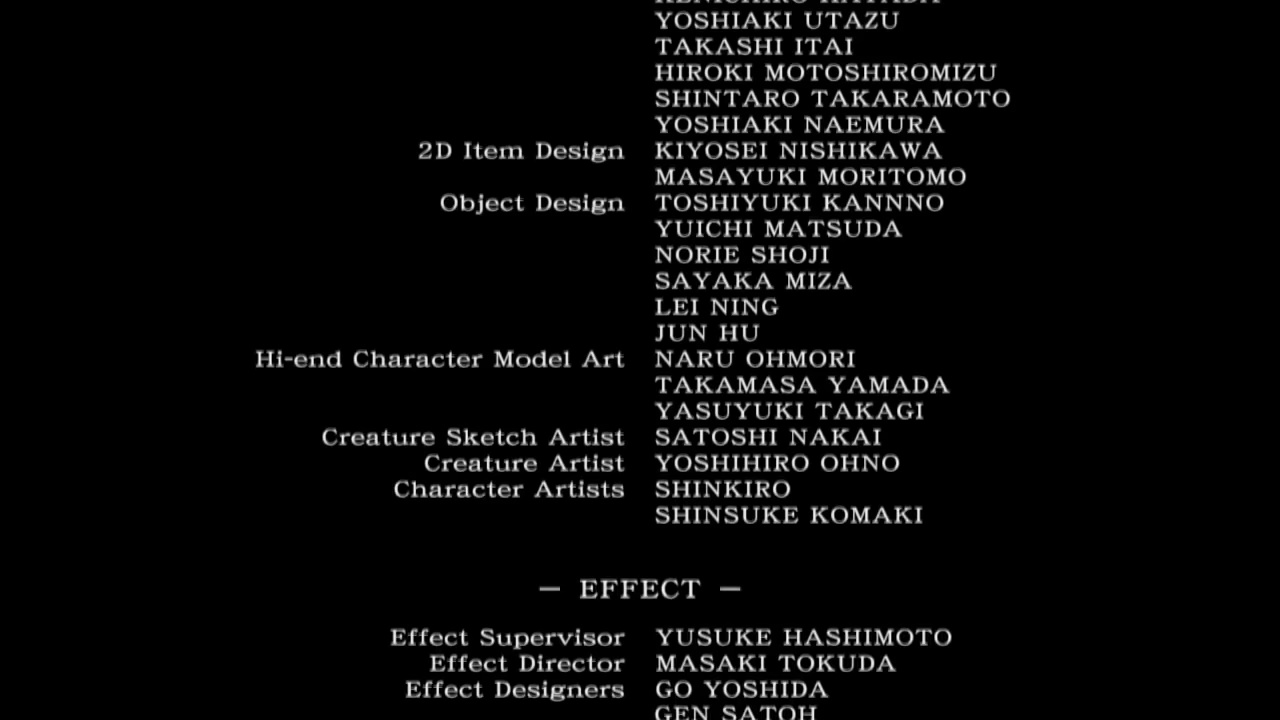 YOSHIAKI UTAZU
TAKASHI ITAI
HIROKI MOTOSHIROMIZU
SHINTARO TAKARAMOTO
YOSHIAKI NAEMURA
2D Item Design KIYOSEI NISHIKAWA
MASAYUKI MORITOMO
Object Design TOSHIYUKI KANNNO
YUICHI MATSUDA
NORIE SHOJI
SAYAKA MIZA
LEI NING
JUN HU
Hi-end Character Model Art NARU OHMORI
TAKAMASA YAMADA
YASUYUKI TAKAGI
Creature Sketch Artist SATOSHI NAKAI
Creature Artist YOSHIHIRO OHNO
Character Artists SHINKIRO
SHINSUKE KOMAKI
— EFFECT —
Effect Supervisor YUSUKE HASHIMOTO
Effect Director MASAKI TOKUDA
Effect Designers GO YOSHIDA
GEN SATOH